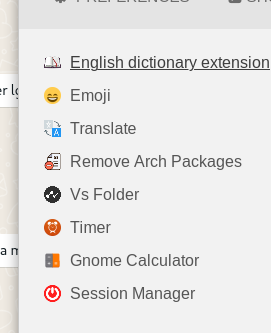 PREFERENCES
English dictionary extension
Emoji
Translate
Remove Arch Packages
Vs Folder
Timer
Gnome Calculator
Session Manager